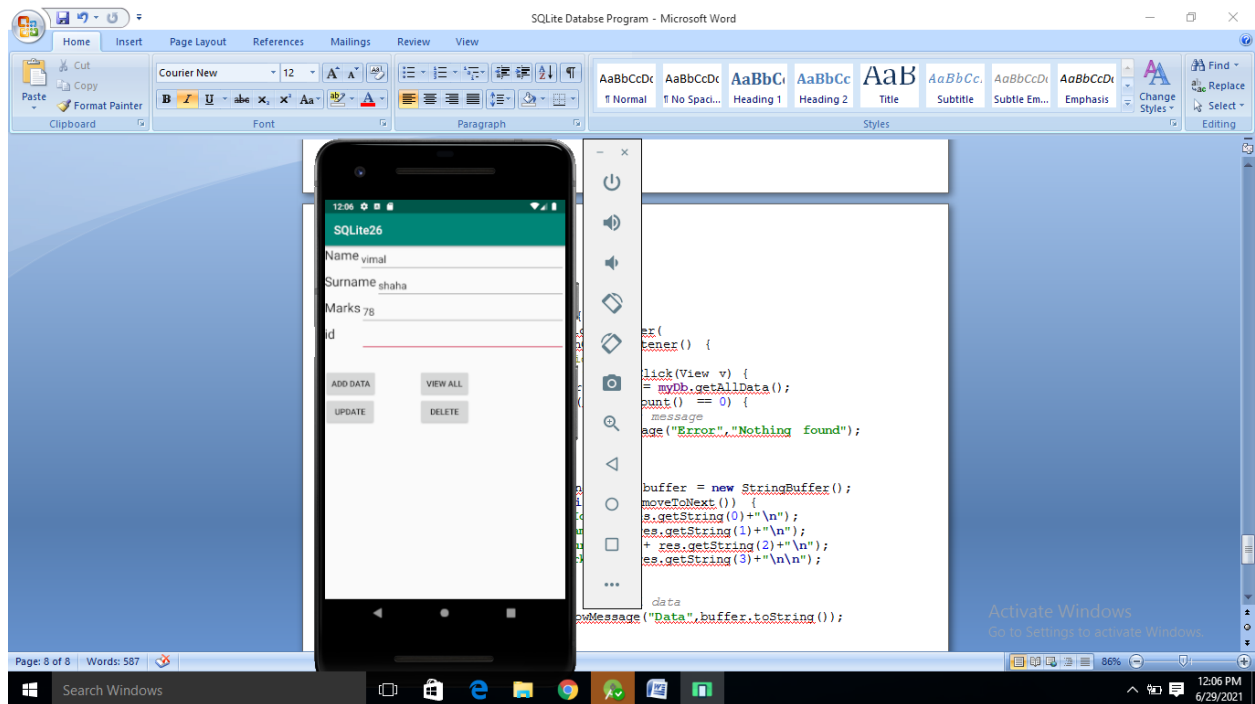 SQLite Databse Program - Microsoft Word
Home Insert Page Layout References Mailings Review View
Cut
Copy
Paste
Format Painter
Clipboard
Courier New 12
Font
Paragraph
AaBbCcDc AaBbCcDc AaBbC AaBbCc AaB AaBbCc. AaBbCcDc AaBbCcDc
¶ Normal ¶ No Spaci... Heading 1 Heading 2 Title Subtitle Subtle Em... Emphasis
Change Styles
Styles
Find
Replace
Select
Editing
12:06
SQLite26
Name vimal
Surname shaha
Marks 78
id
ADD DATA VIEW ALL
UPDATE DELETE
er(
tener() {
lick(View v) {
= myDb.getAllData();
ount() == 0) {
message
age("Error","Nothing found");
buffer = new StringBuffer();
moveToNext()) {
s.getString(0)+"\n");
res.getString(1)+"\n");
+ res.getString(2)+"\n");
res.getString(3)+"\n\n");
data
owMessage("Data",buffer.toString());
Activate Windows
Go to Settings to activate Windows.
Page: 8 of 8 Words: 587
86%
Search Windows
12:06 PM
6/29/2021